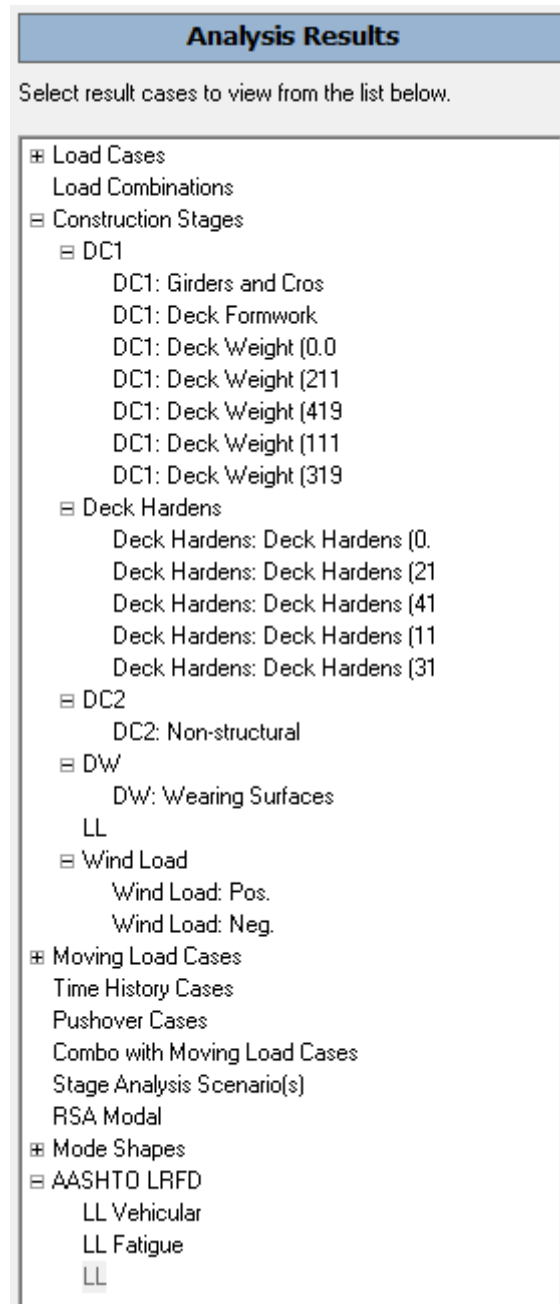 Analysis Results
Select result cases to view from the list below.
Load Cases
Load Combinations
Construction Stages
DC1
DC1: Girders and Cros
DC1: Deck Formwork
DC1: Deck Weight (0.0
DC1: Deck Weight (211
DC1: Deck Weight (419
DC1: Deck Weight (111
DC1: Deck Weight (319
Deck Hardens
Deck Hardens: Deck Hardens (0.
Deck Hardens: Deck Hardens (21
Deck Hardens: Deck Hardens (41
Deck Hardens: Deck Hardens (11
Deck Hardens: Deck Hardens (31
DC2
DC2: Non-structural
DW
DW: Wearing Surfaces
LL
Wind Load
Wind Load: Pos.
Wind Load: Neg.
Moving Load Cases
Time History Cases
Pushover Cases
Combo with Moving Load Cases
Stage Analysis Scenario(s)
RSA Modal
Mode Shapes
AASHTO LRFD
LL Vehicular
LL Fatigue
LL